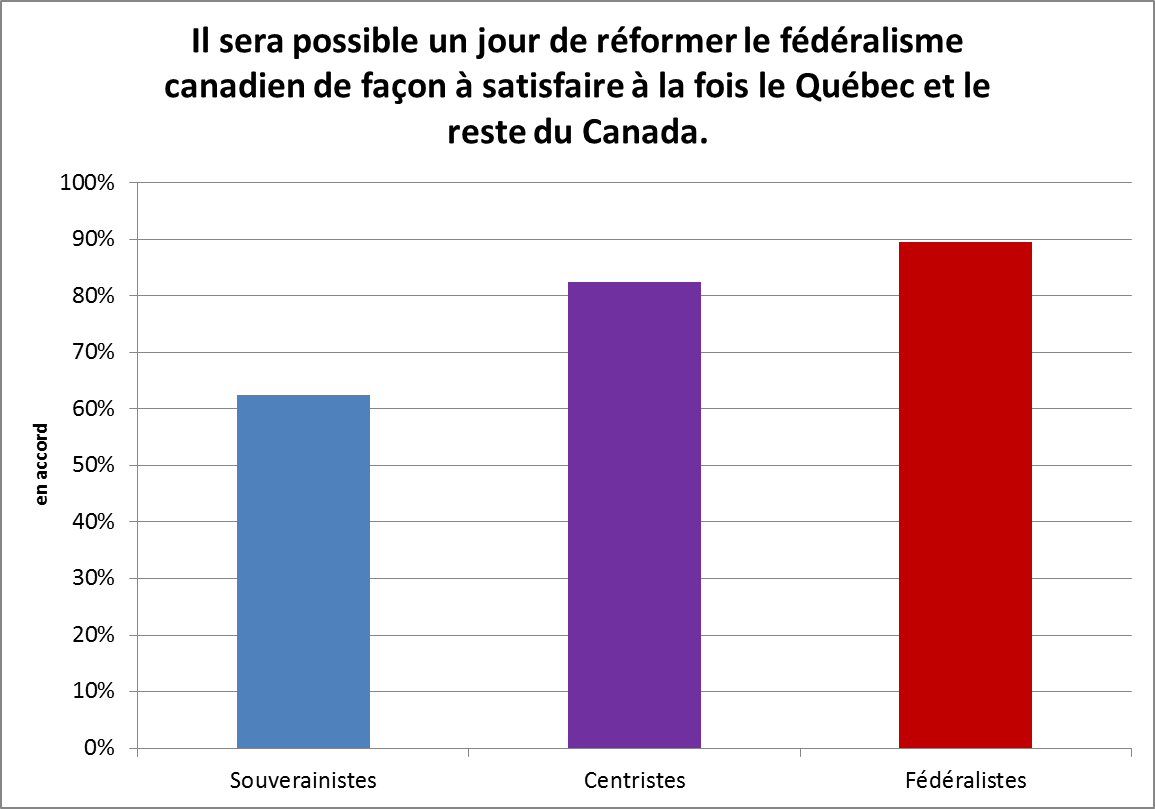 Il sera possible un jour de réformer le fédéralisme
canadien de façon à satisfaire à la fois le Québec et le
reste du Canada.
100%
90%
80%
70%
60%
50%
40%
30%
20%
10%
0%
en accord
Souverainistes
Centristes
Fédéralistes